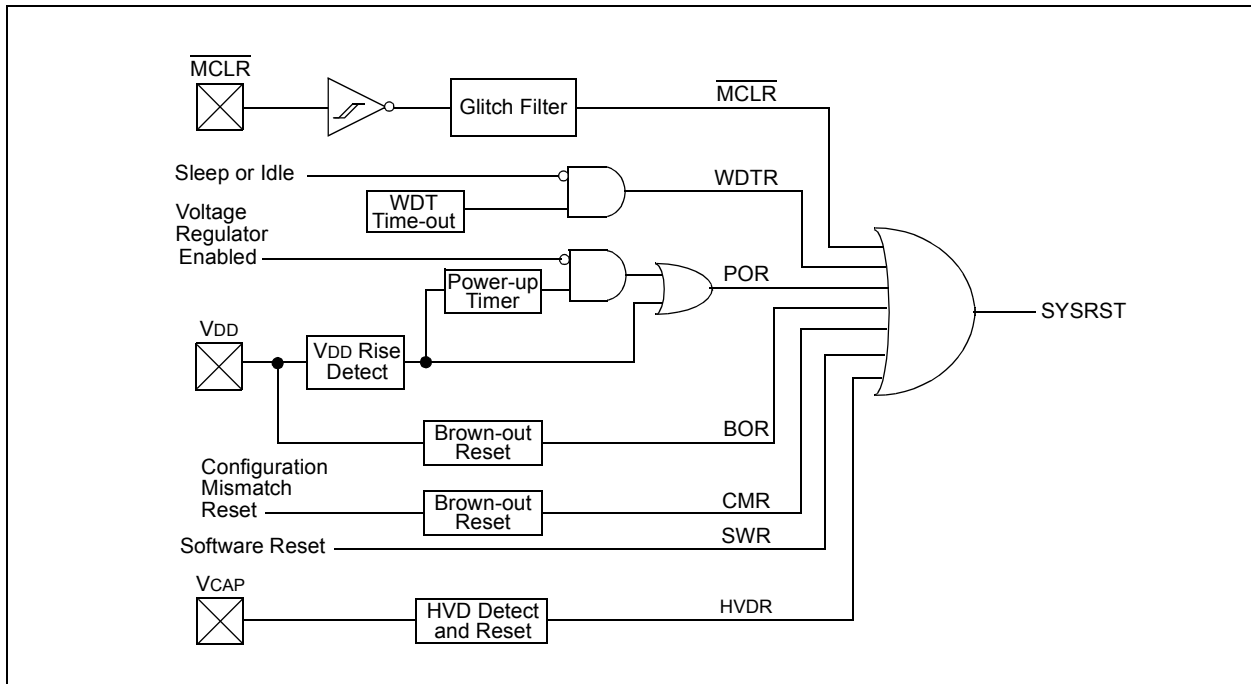 MCLR
Glitch Filter
MCLR
Sleep or Idle
WDT
Time-out
WDTR
Voltage
Regulator
Enabled
Power-up
Timer
POR
SYSRST
VDD
VDD Rise
Detect
Brown-out
Reset
BOR
Configuration
Mismatch
Reset
Brown-out
Reset
CMR
Software Reset
SWR
VCAP
HVD Detect
and Reset
HVDR